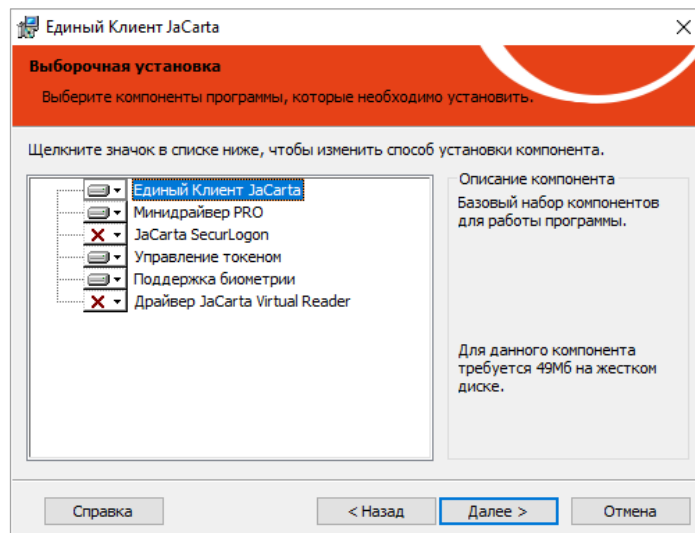 Единый Клиент JaCarta
Выборочная установка
Выберите компоненты программы, которые необходимо установить.
Щелкните значок в списке ниже, чтобы изменить способ установки компонента.
Единый Клиент JaCarta
Минидрайвер PRO
JaCarta SecurLogon
Управление токеном
Поддержка биометрии
Драйвер JaCarta Virtual Reader
Описание компонента
Базовый набор компонентов
для работы программы.
Для данного компонента
требуется 49Мб на жестком
диске.
Справка
< Назад
Далее >
Отмена